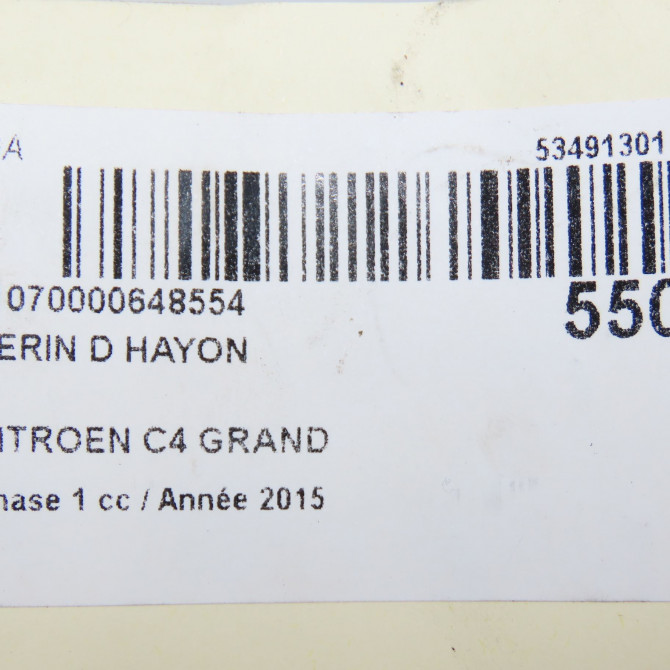 A 53491301
070000648554 550
ERIN D HAYON
ITROEN C4 GRAND
hase 1 cc / Année 2015